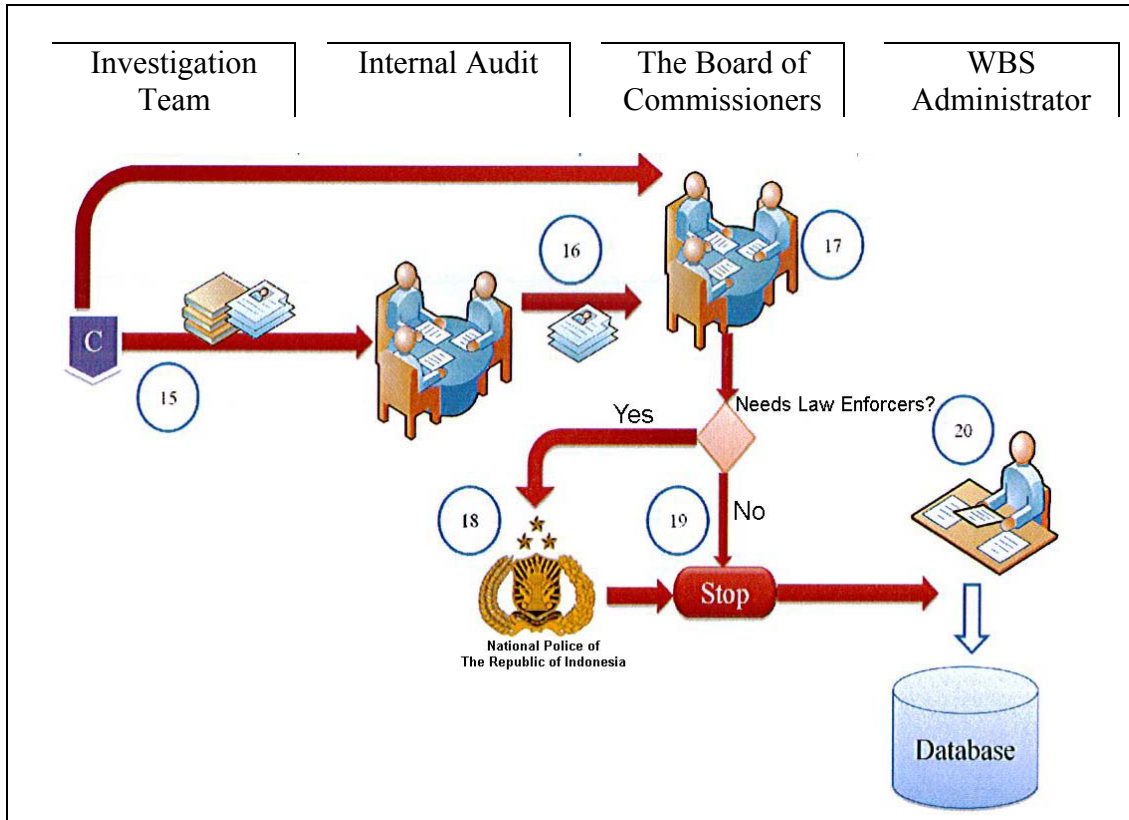 Investigation
Team
Internal Audit
The Board of
Commissioners
WBS
Administrator
16
17
C
15
Needs Law Enforcers?
Yes
20
18
19
No
Stop
National Police of
The Republic of Indonesia
Database